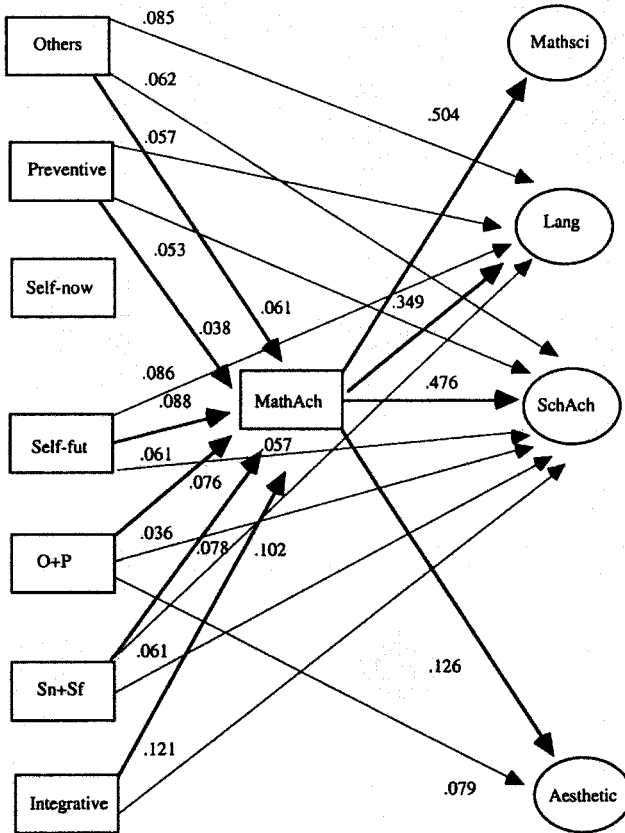 .085
Others
Mathsci
.062
.504
.057
Preventive
Lang
.053
Self-now
.061
.349
.038
.086
MathAch
.476
.088
SchAch
Self-fut
.057
.061
.076
.036
.078
.102
O+P
.061
.126
Sn+Sf
.121
.079
Aesthetic
Integrative